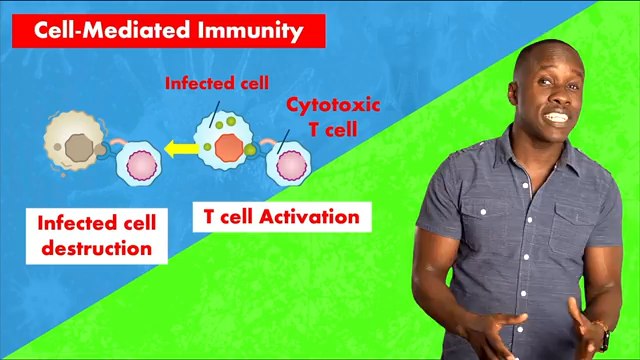 Cell-Mediated Immunity
Infected cell
Cytotoxic
T cell
T cell Activation
Infected cell
destruction